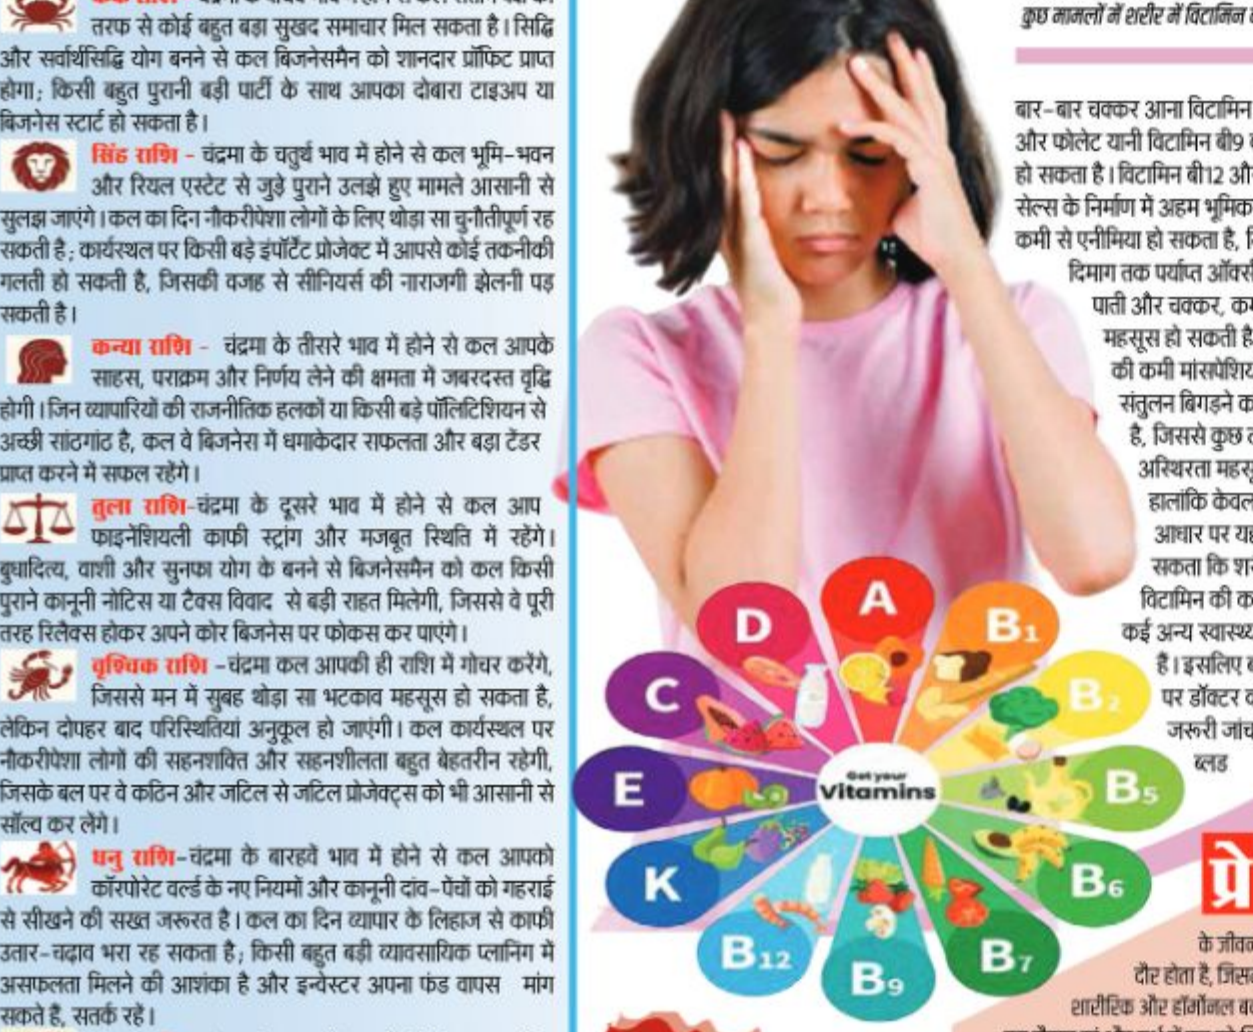 तरफ से कोई बहुत बड़ा सुखद समाचार मिल सकता है। सिद्धि
और सर्वार्थसिद्धि योग बनने से कल बिजनेसमैन को शानदार प्रॉफिट प्राप्त
होगा; किसी बहुत पुरानी बड़ी पार्टी के साथ आपका दोबारा टाइअप या
बिजनेस स्टार्ट हो सकता है।
सिंह राशि - चंद्रमा के चतुर्थ भाव में होने से कल भूमि-भवन
और रियल एस्टेट से जुड़े पुराने उलझे हुए मामले आसानी से
सुलझ जाएंगे। कल का दिन नौकरीपेशा लोगों के लिए थोड़ा सा चुनौतीपूर्ण रह
सकती है; कार्यस्थल पर किसी बड़े इंपॉर्टेंट प्रोजेक्ट में आपसे कोई तकनीकी
गलती हो सकती है, जिसकी वजह से सीनियर्स की नाराजगी झेलनी पड़
सकती है।
कन्या राशि - चंद्रमा के तीसरे भाव में होने से कल आपके
साहस, पराक्रम और निर्णय लेने की क्षमता में जबरदस्त वृद्धि
होगी। जिन व्यापारियों की राजनीतिक हलकों या किसी बड़े पॉलिटिशियन से
अच्छी सांठगांठ है, कल वे बिजनेस में धमाकेदार सफलता और बड़ा टेंडर
प्राप्त करने में सफल रहेंगे।
तुला राशि-चंद्रमा के दूसरे भाव में होने से कल आप
फाइनेंशियली काफी स्ट्रांग और मजबूत स्थिति में रहेंगे।
बुधादित्य, वाशी और सुनफा योग के बनने से बिजनेसमैन को कल किसी
पुराने कानूनी नोटिस या टैक्स विवाद से बड़ी राहत मिलेगी, जिससे वे पूरी
तरह रिलैक्स होकर अपने कोर बिजनेस पर फोकस कर पाएंगे।
वृश्चिक राशि -चंद्रमा कल आपकी ही राशि में गोचर करेंगे,
जिससे मन में सुबह थोड़ा सा भटकाव महसूस हो सकता है,
लेकिन दोपहर बाद परिस्थितियां अनुकूल हो जाएंगी। कल कार्यस्थल पर
नौकरीपेशा लोगों की सहनशक्ति और सहनशीलता बहुत बेहतरीन रहेगी,
जिसके बल पर वे कठिन और जटिल से जटिल प्रोजेक्ट्स को भी आसानी से
सॉल्व कर लेंगे।
धनु राशि-चंद्रमा के बारहवें भाव में होने से कल आपको
कॉरपोरेट वर्ल्ड के नए नियमों और कानूनी दांव-पेंचों को गहराई
से सीखने की सख्त जरूरत है। कल का दिन व्यापार के लिहाज से काफी
उतार-चढ़ाव भरा रह सकता है; किसी बहुत बड़ी व्यावसायिक प्लानिंग में
असफलता मिलने की आशंका है और इन्वेस्टर अपना फंड वापस मांग
सकते हैं, सतर्क रहें।
कुछ मामलों में शरीर में विटामिन
बार-बार चक्कर आना विटामिन
और फोलेट यानी विटामिन बी9
हो सकता है। विटामिन बी12
सेल्स के निर्माण में अहम
कमी से एनीमिया हो सकता है,
दिमाग तक पर्याप्त
पाती और चक्कर,
महसूस हो सकती
की कमी
संतुलन बिगड़ने
है, जिससे कुछ
अस्थिरता
हालांकि केवल
आधार पर
सकता कि
विटामिन की
कई अन्य स्वास्थ्य
हैं। इसलिए
पर डॉक्टर
जरूरी जांच
ब्लड
A
B1
B2
B5
B6
B7
B9
B12
K
E
C
D
Get your
Vitamins
प्रे
के
दौर होता है,
शारीरिक और हॉर्मोनल